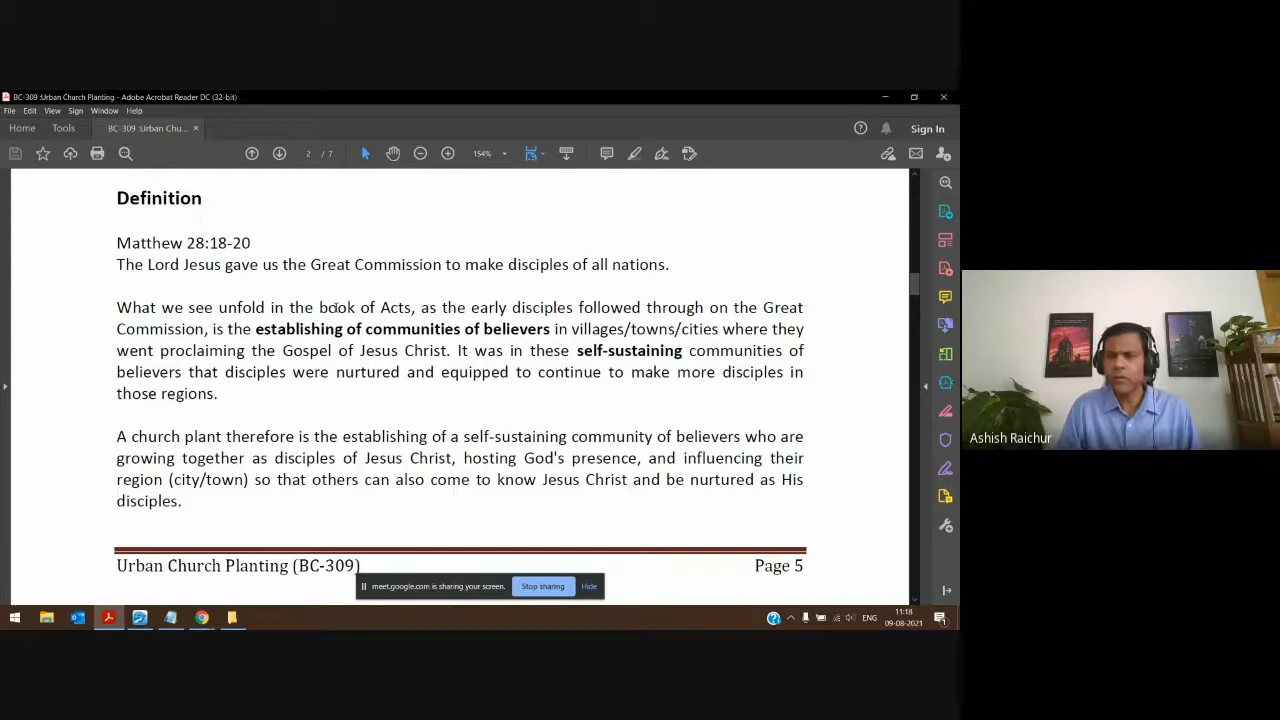 BC-309 :Urban Church Planting - Adobe Acrobat Reader DC (32-bit)
File Edit View Sign Window Help
Home Tools BC-309 :Urban Chu... × Sign In
2 / 7 154%
Definition
Matthew 28:18-20
The Lord Jesus gave us the Great Commission to make disciples of all nations.
What we see unfold in the book of Acts, as the early disciples followed through on the Great
Commission, is the establishing of communities of believers in villages/towns/cities where they
went proclaiming the Gospel of Jesus Christ. It was in these self-sustaining communities of
believers that disciples were nurtured and equipped to continue to make more disciples in
those regions.
A church plant therefore is the establishing of a self-sustaining community of believers who are
growing together as disciples of Jesus Christ, hosting God's presence, and influencing their
region (city/town) so that others can also come to know Jesus Christ and be nurtured as His
disciples.
Urban Church Planting (BC-309) Page 5
meet.google.com is sharing your screen. Stop sharing Hide
Ashish Raichur
ENG 11:18
09-08-2021